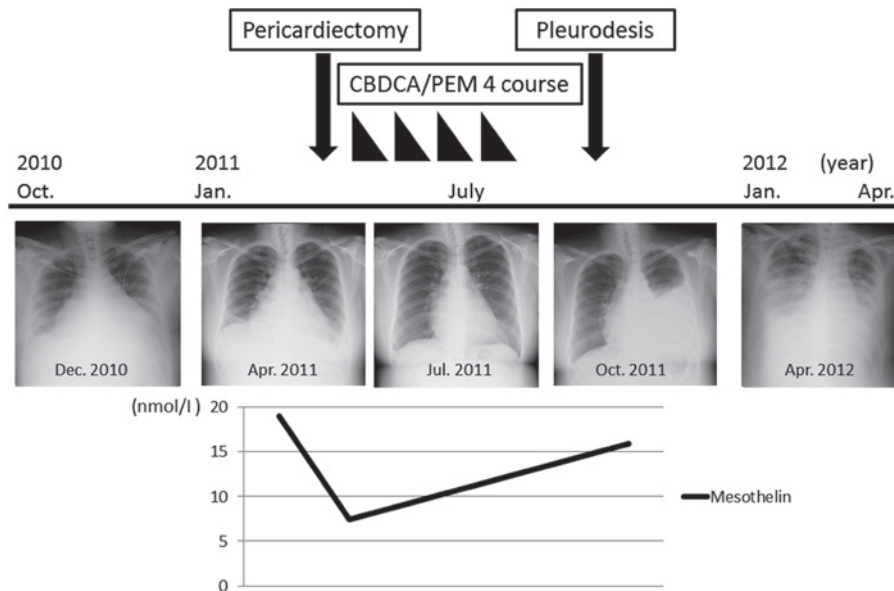 Pericardiectomy
Pleurodesis
CBDCA/PEM 4 course
2010
2011
2012
(year)
Oct.
Jan.
July
Jan.
Apr.
Dec. 2010
Apr. 2011
Jul. 2011
Oct. 2011
Apr. 2012
(nmol/l)
20
15
10
5
0
Mesothelin